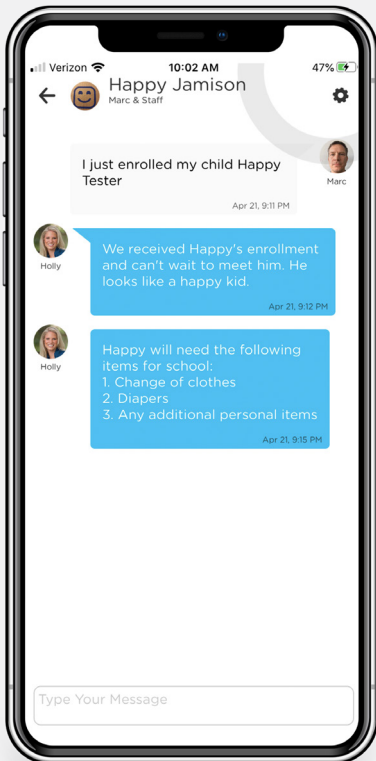 Verizon 10:02 AM 47%
Happy Jamison
Marc & Staff
I just enrolled my child Happy
Tester
Marc
Apr 21, 9:11 PM
We received Happy's enrollment
and can't wait to meet him. He
looks like a happy kid.
Holly
Apr 21, 9:12 PM
Happy will need the following
items for school:
1. Change of clothes
2. Diapers
3. Any additional personal items
Holly
Apr 21, 9:15 PM
Type Your Message